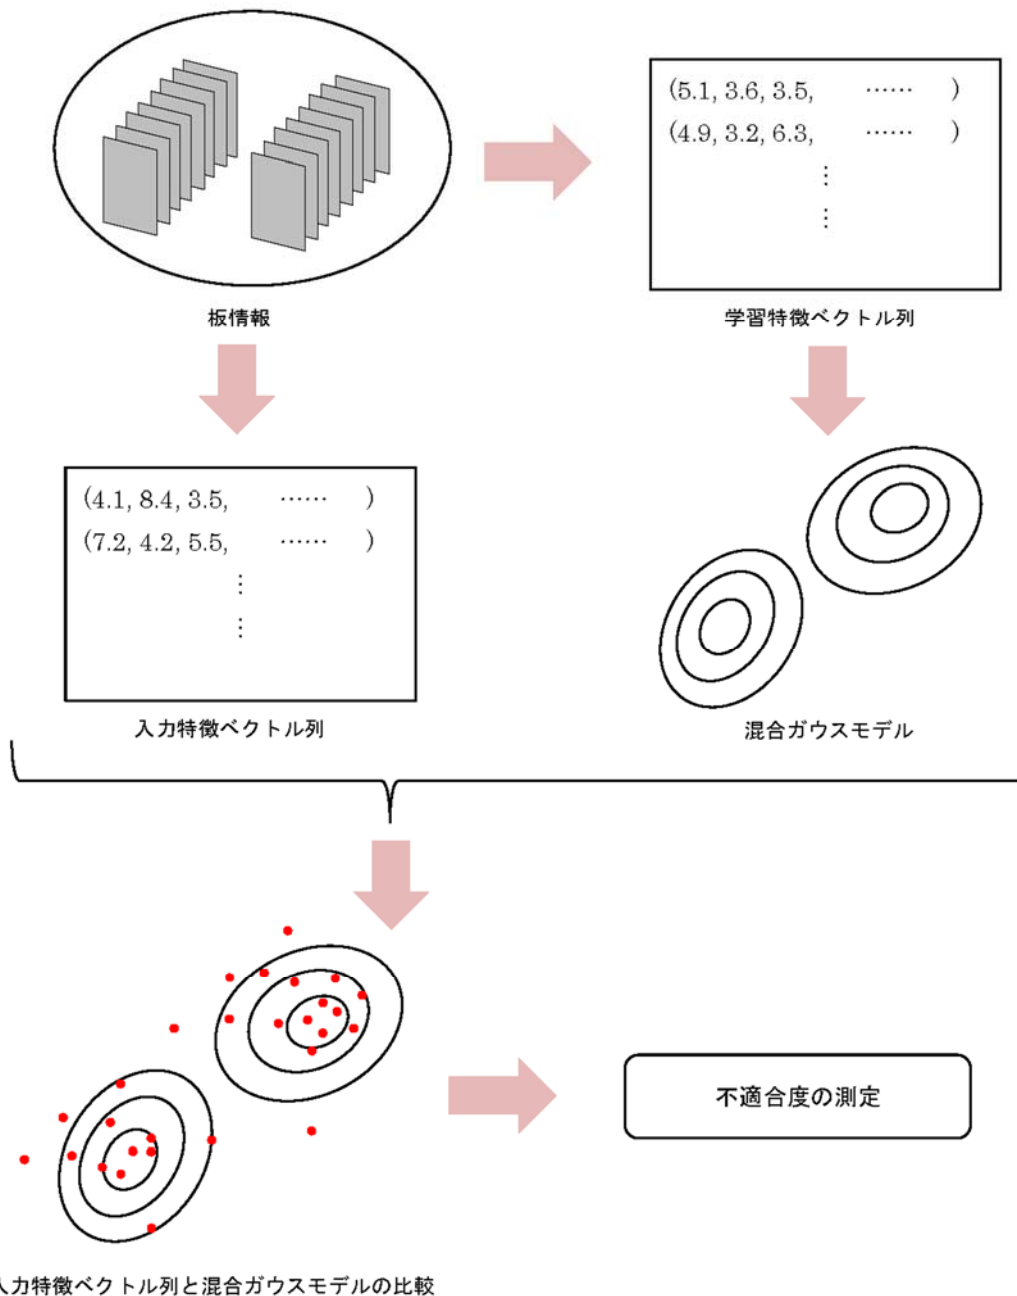 (5.1, 3.6, 3.5, …… )
(4.9, 3.2, 6.3, …… )
⋮
⋮
板情報
学習特徴ベクトル列
(4.1, 8.4, 3.5, …… )
(7.2, 4.2, 5.5, …… )
⋮
⋮
入力特徴ベクトル列
混合ガウスモデル
不適合度の測定
入力特徴ベクトル列と混合ガウスモデルの比較